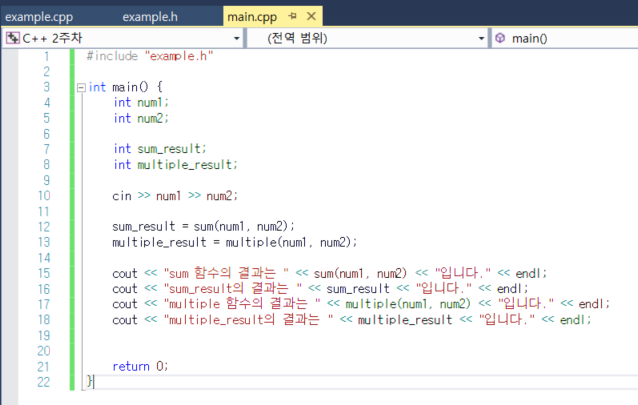 example.cpp example.h main.cpp
C++ 2주차 (전역 범위) main()
1 #include "example.h"
2
3 int main() {
4 int num1;
5 int num2;
6
7 int sum_result;
8 int multiple_result;
9
10 cin >> num1 >> num2;
11
12 sum_result = sum(num1, num2);
13 multiple_result = multiple(num1, num2);
14
15 cout << "sum 함수의 결과는 " << sum(num1, num2) << "입니다." << endl;
16 cout << "sum_result의 결과는 " << sum_result << "입니다." << endl;
17 cout << "multiple 함수의 결과는 " << multiple(num1, num2) << "입니다." << endl;
18 cout << "multiple_result의 결과는 " << multiple_result << "입니다." << endl;
19
20
21 return 0;
22 }